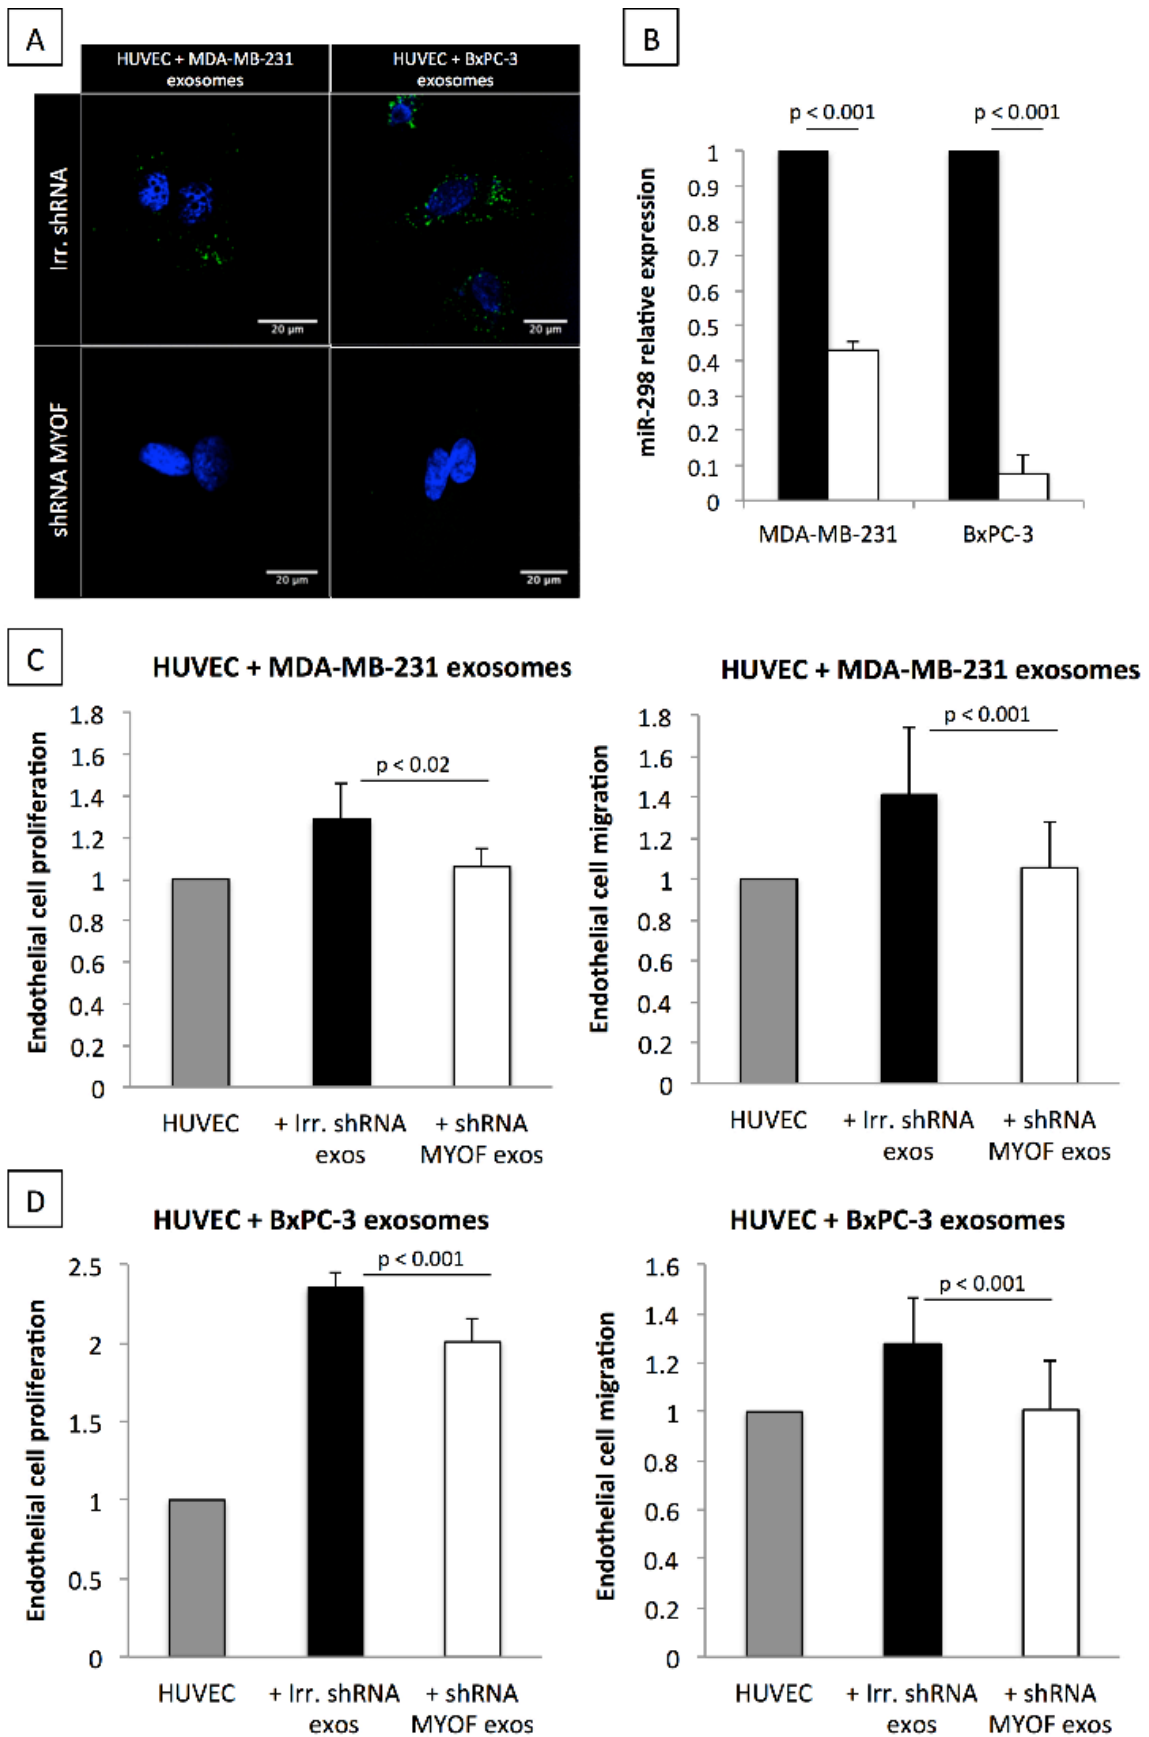 A
HUVEC + MDA-MB-231
exosomes
HUVEC + BxPC-3
exosomes
Irr. shRNA
20 µm
20 µm
shRNA MYOF
20 µm
20 µm
B
p < 0.001
p < 0.001
miR-298 relative expression
1
0.9
0.8
0.7
0.6
0.5
0.4
0.3
0.2
0.1
0
MDA-MB-231
BxPC-3
C
HUVEC + MDA-MB-231 exosomes
Endothelial cell proliferation
1.8
1.6
1.4
1.2
1
0.8
0.6
0.4
0.2
0
p < 0.02
HUVEC
+ Irr. shRNA
exos
+ shRNA
MYOF exos
HUVEC + MDA-MB-231 exosomes
Endothelial cell migration
1.8
1.6
1.4
1.2
1
0.8
0.6
0.4
0.2
0
p < 0.001
HUVEC
+ Irr. shRNA
exos
+ shRNA
MYOF exos
D
HUVEC + BxPC-3 exosomes
Endothelial cell proliferation
2.5
2
1.5
1
0.5
0
p < 0.001
HUVEC
+ Irr. shRNA
exos
+ shRNA
MYOF exos
HUVEC + BxPC-3 exosomes
Endothelial cell migration
1.6
1.4
1.2
1
0.8
0.6
0.4
0.2
0
p < 0.001
HUVEC
+ Irr. shRNA
exos
+ shRNA
MYOF exos